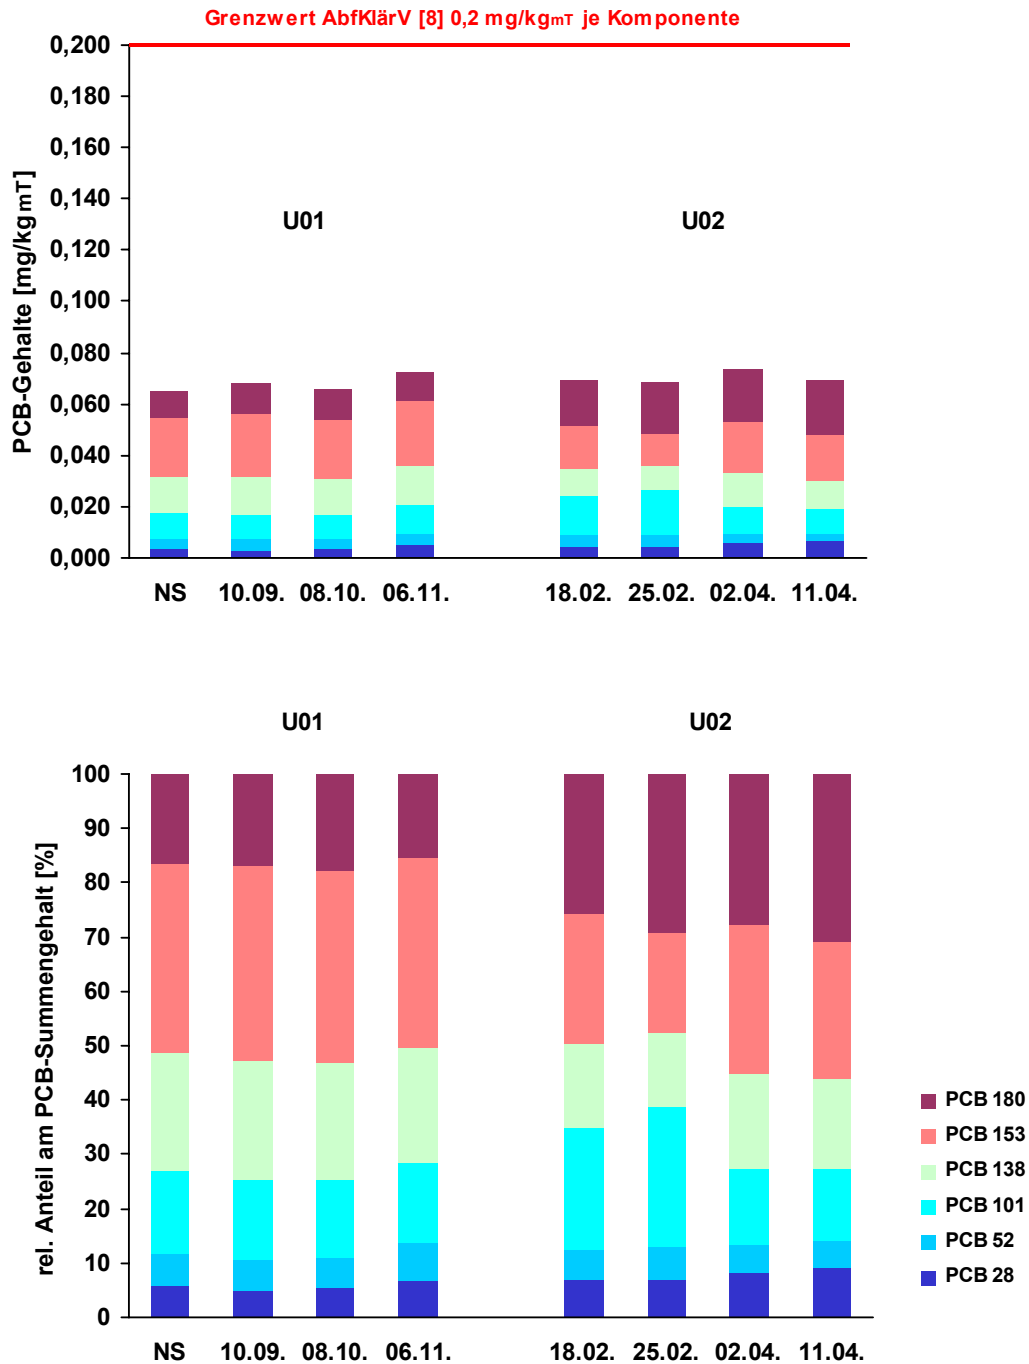 Grenzwert AbfKlärV [8] 0,2 mg/kgmT je Komponente
PCB-Gehalte [mg/kgmT]
0,200
0,180
0,160
0,140
0,120
0,100
0,080
0,060
0,040
0,020
0,000
U01 U02
NS 10.09. 08.10. 06.11. 18.02. 25.02. 02.04. 11.04.
U01 U02
rel. Anteil am PCB-Summengehalt [%]
100
90
80
70
60
50
40
30
20
10
0
NS 10.09. 08.10. 06.11. 18.02. 25.02. 02.04. 11.04.
PCB 180
PCB 153
PCB 138
PCB 101
PCB 52
PCB 28